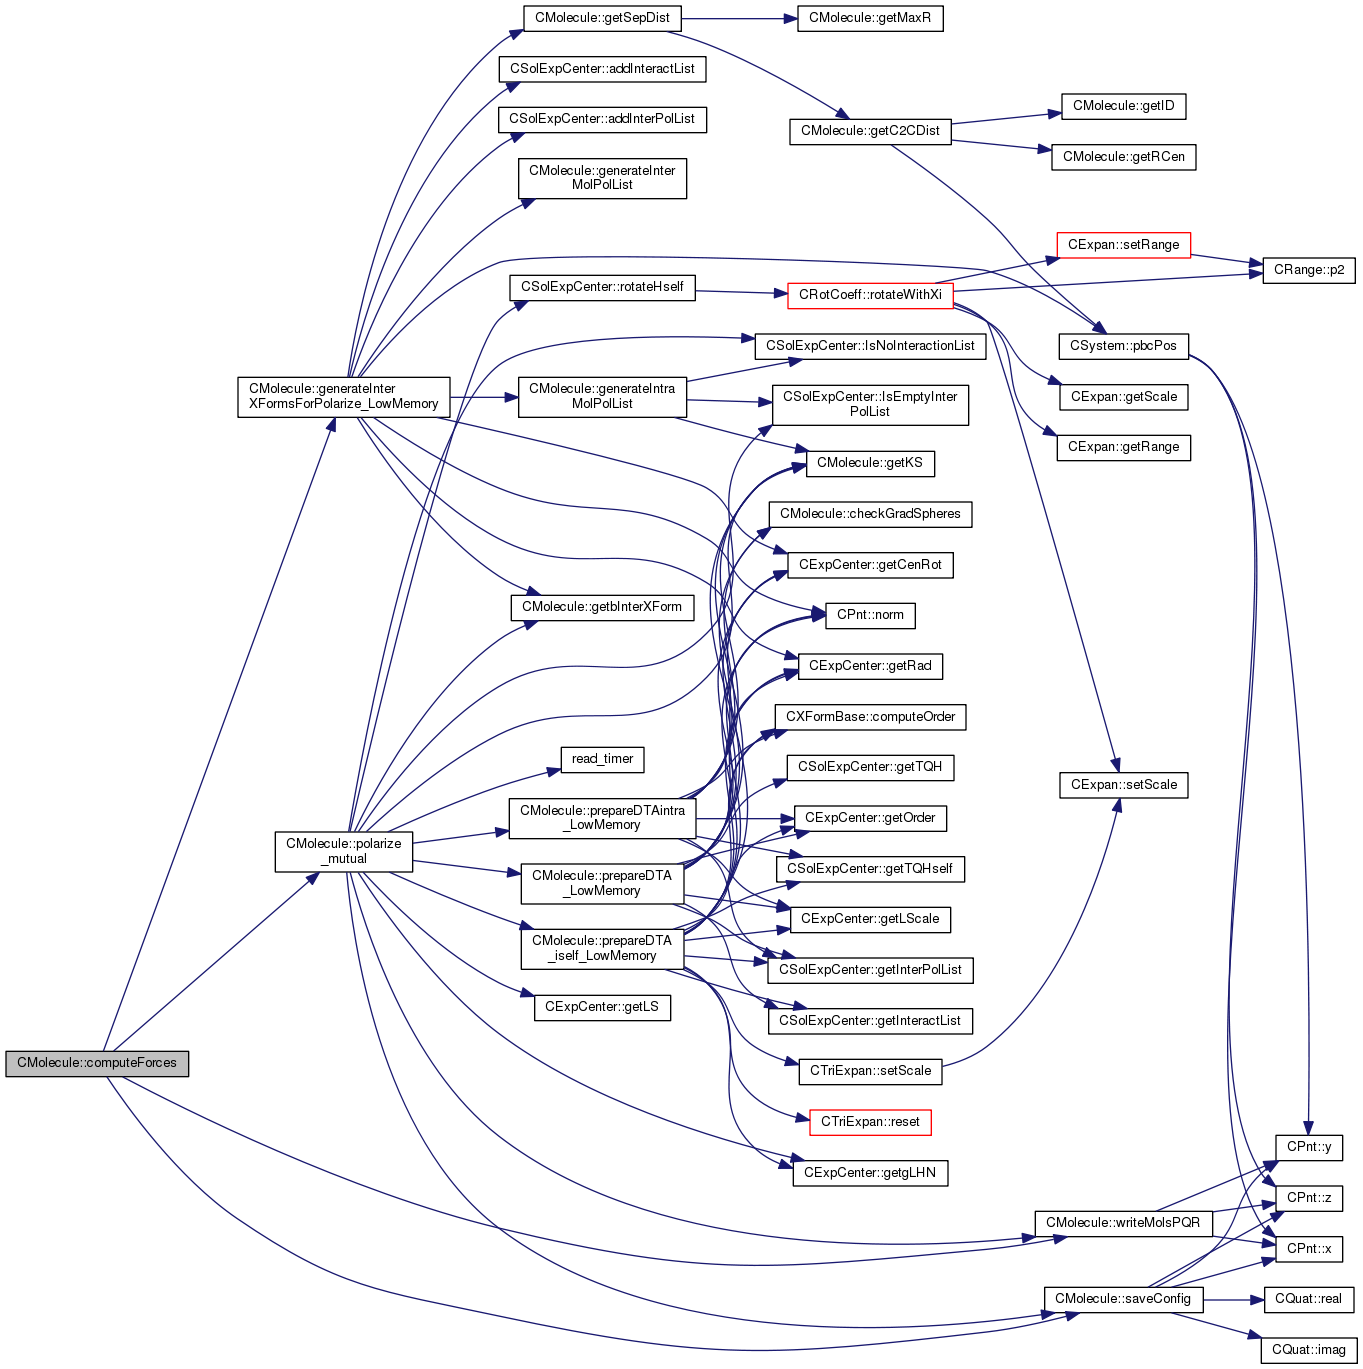 CMolecule::getSepDist
CMolecule::getMaxR
CSolExpCenter::addInteractList
CMolecule::getID
CSolExpCenter::addInterPolList
CMolecule::getC2CDist
CMolecule::getRCen
CMolecule::generateInter
MolPolList
CExpan::setRange
CRange::p2
CSolExpCenter::rotateHself
CRotCoeff::rotateWithXi
CSolExpCenter::IsNoInteractionList
CSystem::pbcPos
CMolecule::generateInter
XFormsForPolarize_LowMemory
CMolecule::generateIntra
MolPolList
CSolExpCenter::IsEmptyInter
PolList
CExpan::getScale
CExpan::getRange
CMolecule::getKS
CMolecule::checkGradSpheres
CExpCenter::getCenRot
CMolecule::getbInterXForm
CPnt::norm
CExpCenter::getRad
CXFormBase::computeOrder
read_timer
CSolExpCenter::getTQH
CExpan::setScale
CMolecule::prepareDTAintra
_LowMemory
CExpCenter::getOrder
CMolecule::polarize
_mutual
CMolecule::prepareDTA
_LowMemory
CSolExpCenter::getTQHself
CExpCenter::getLScale
CMolecule::prepareDTA
_iself_LowMemory
CSolExpCenter::getInterPolList
CExpCenter::getLS
CSolExpCenter::getInteractList
CMolecule::computeForces
CTriExpan::setScale
CTriExpan::reset
CPnt::y
CExpCenter::getgLHN
CPnt::z
CMolecule::writeMolsPQR
CPnt::x
CMolecule::saveConfig
CQuat::real
CQuat::imag